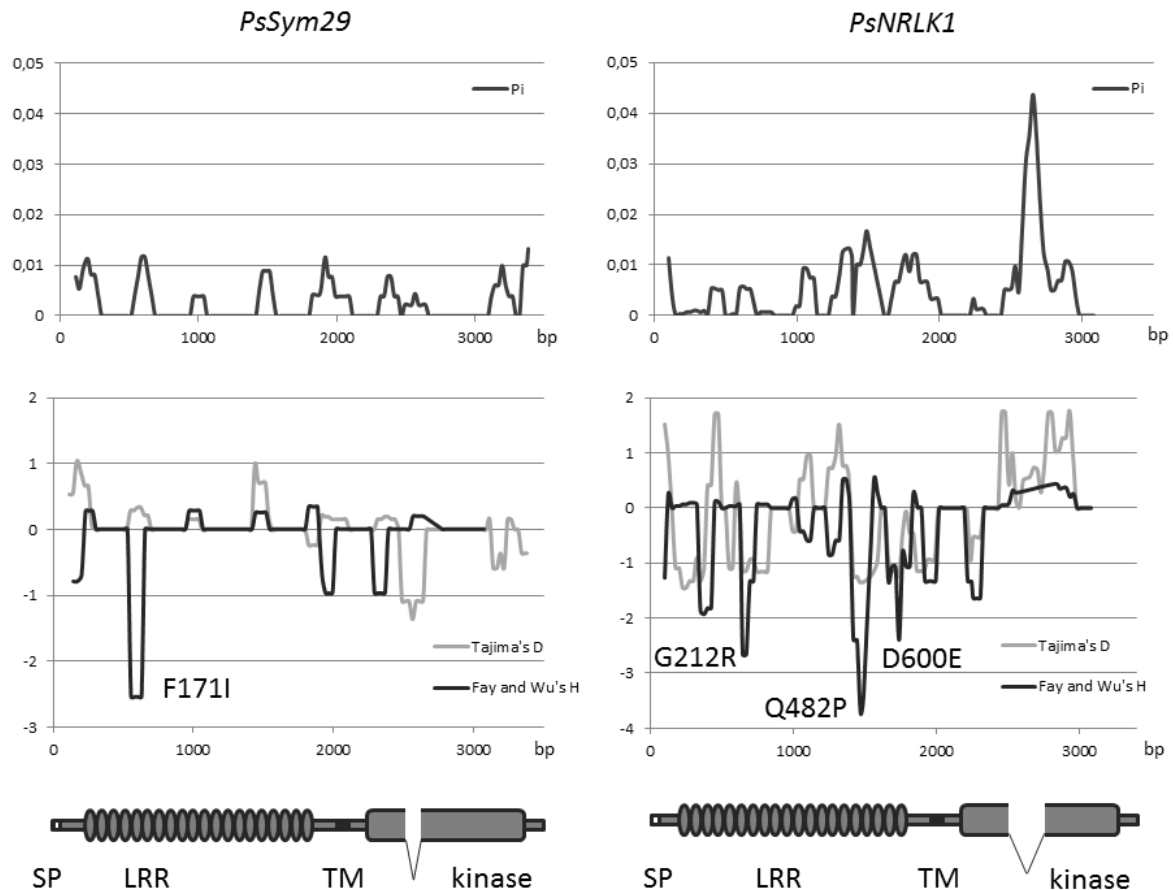 PsSym29
PsNRLK1
0,05
0,04
0,03
0,02
0,01
0
Pi
0 1000 2000 3000 bp
0,05
0,04
0,03
0,02
0,01
0
Pi
0 1000 2000 3000 bp
2
1
0
-1
-2
-3
F171I
Tajima's D
Fay and Wu's H
0 1000 2000 3000 bp
2
1
0
-1
-2
-3
-4
G212R
Q482P
D600E
Tajima's D
Fay and Wu's H
0 1000 2000 3000 bp
SP LRR TM kinase
SP LRR TM kinase